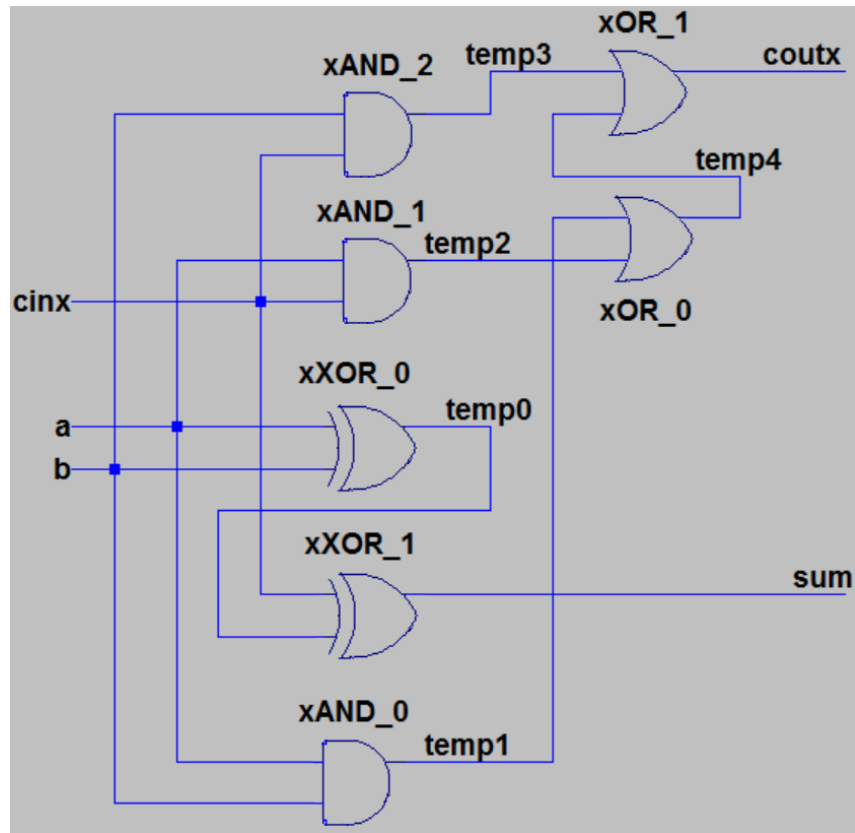 xOR_1
temp3
coutx
xAND_2
temp4
xAND_1
temp2
cinx
xOR_0
xXOR_0
temp0
a
b
xXOR_1
sum
xAND_0
temp1